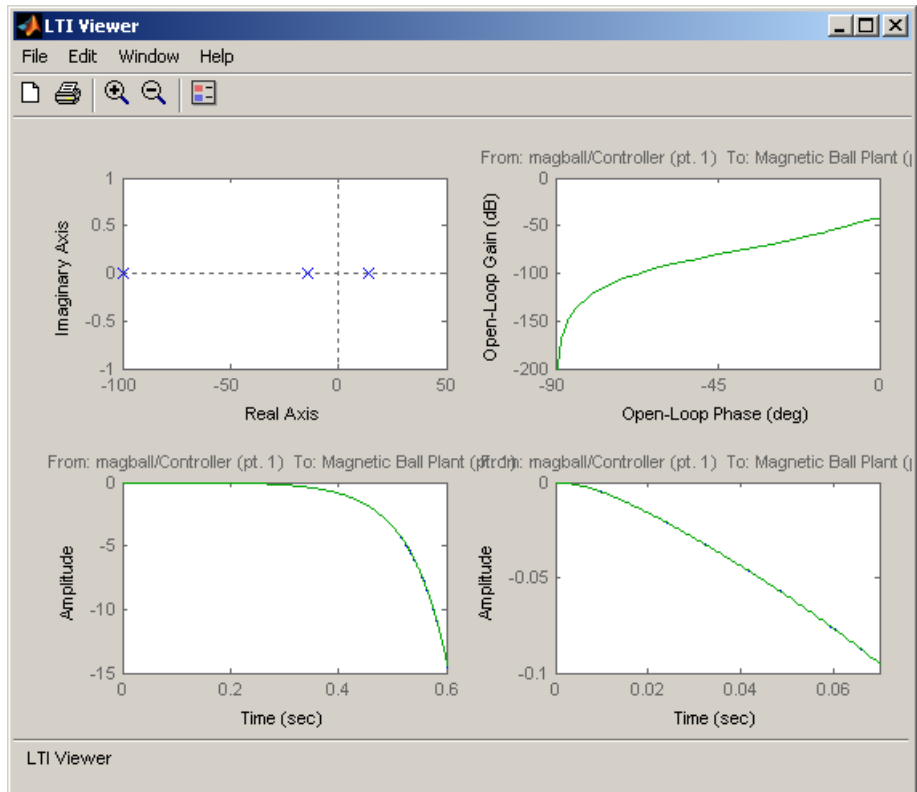 LTI Viewer
File Edit Window Help
From: magball/Controller (pt. 1) To: Magnetic Ball Plant (
1
0.5
0
-0.5
-1
-100
-50
0
50
Imaginary Axis
Real Axis
0
-50
-100
-150
-200
-90
-45
0
Open-Loop Gain (dB)
Open-Loop Phase (deg)
From: magball/Controller (pt. 1) To: Magnetic Ball Plant
magball/Controller (pt. 1) To: Magnetic Ball Plant (
0
-5
-10
-15
0
0.2
0.4
0.6
Amplitude
Time (sec)
0
-0.05
-0.1
0
0.02
0.04
0.06
Amplitude
Time (sec)
LTI Viewer